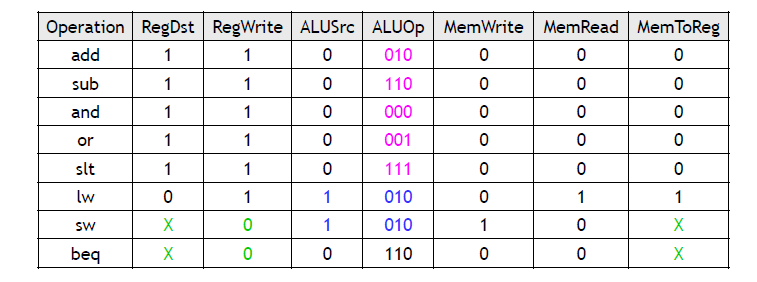 Operation RegDst RegWrite ALUSrc ALUOp MemWrite MemRead MemToReg
add 1 1 0 010 0 0 0
sub 1 1 0 110 0 0 0
and 1 1 0 000 0 0 0
or 1 1 0 001 0 0 0
slt 1 1 0 111 0 0 0
lw 0 1 1 010 0 1 1
sw X 0 1 010 1 0 X
beq X 0 0 110 0 0 X